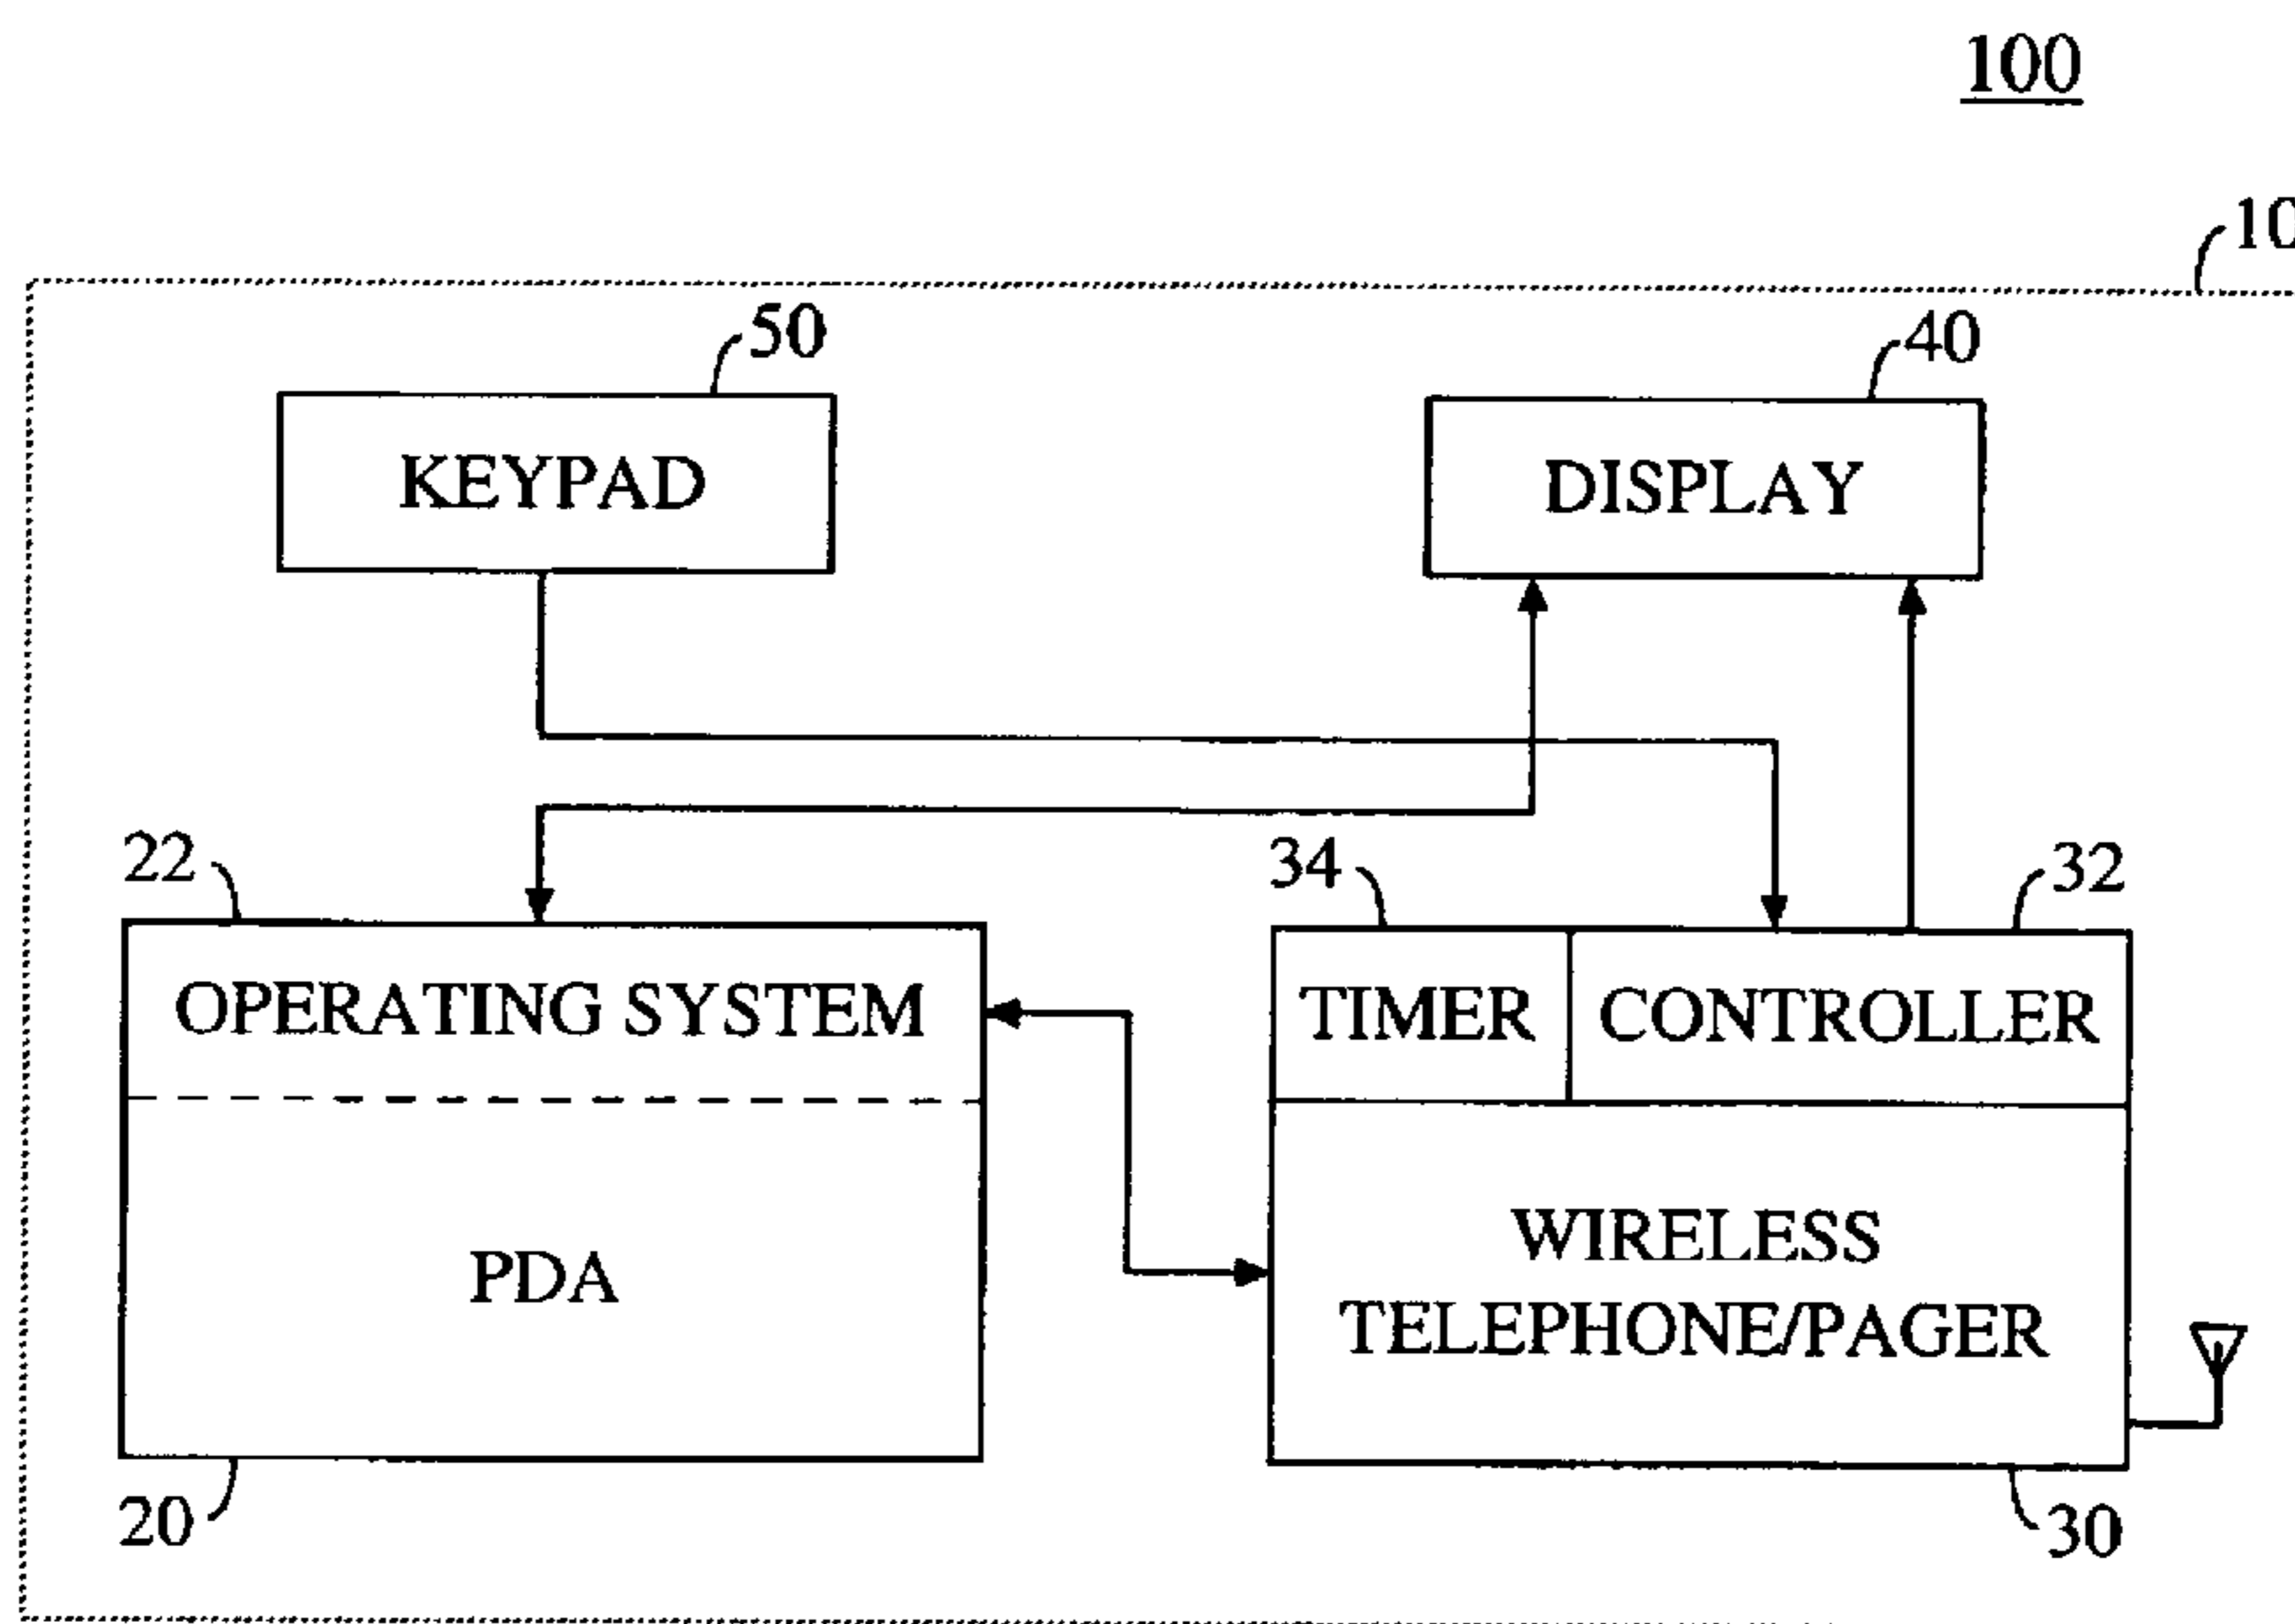 100
10
50
40
KEYPAD
DISPLAY
22
34
32
OPERATING SYSTEM
TIMER
CONTROLLER
PDA
WIRELESS
TELEPHONE/PAGER
20
30